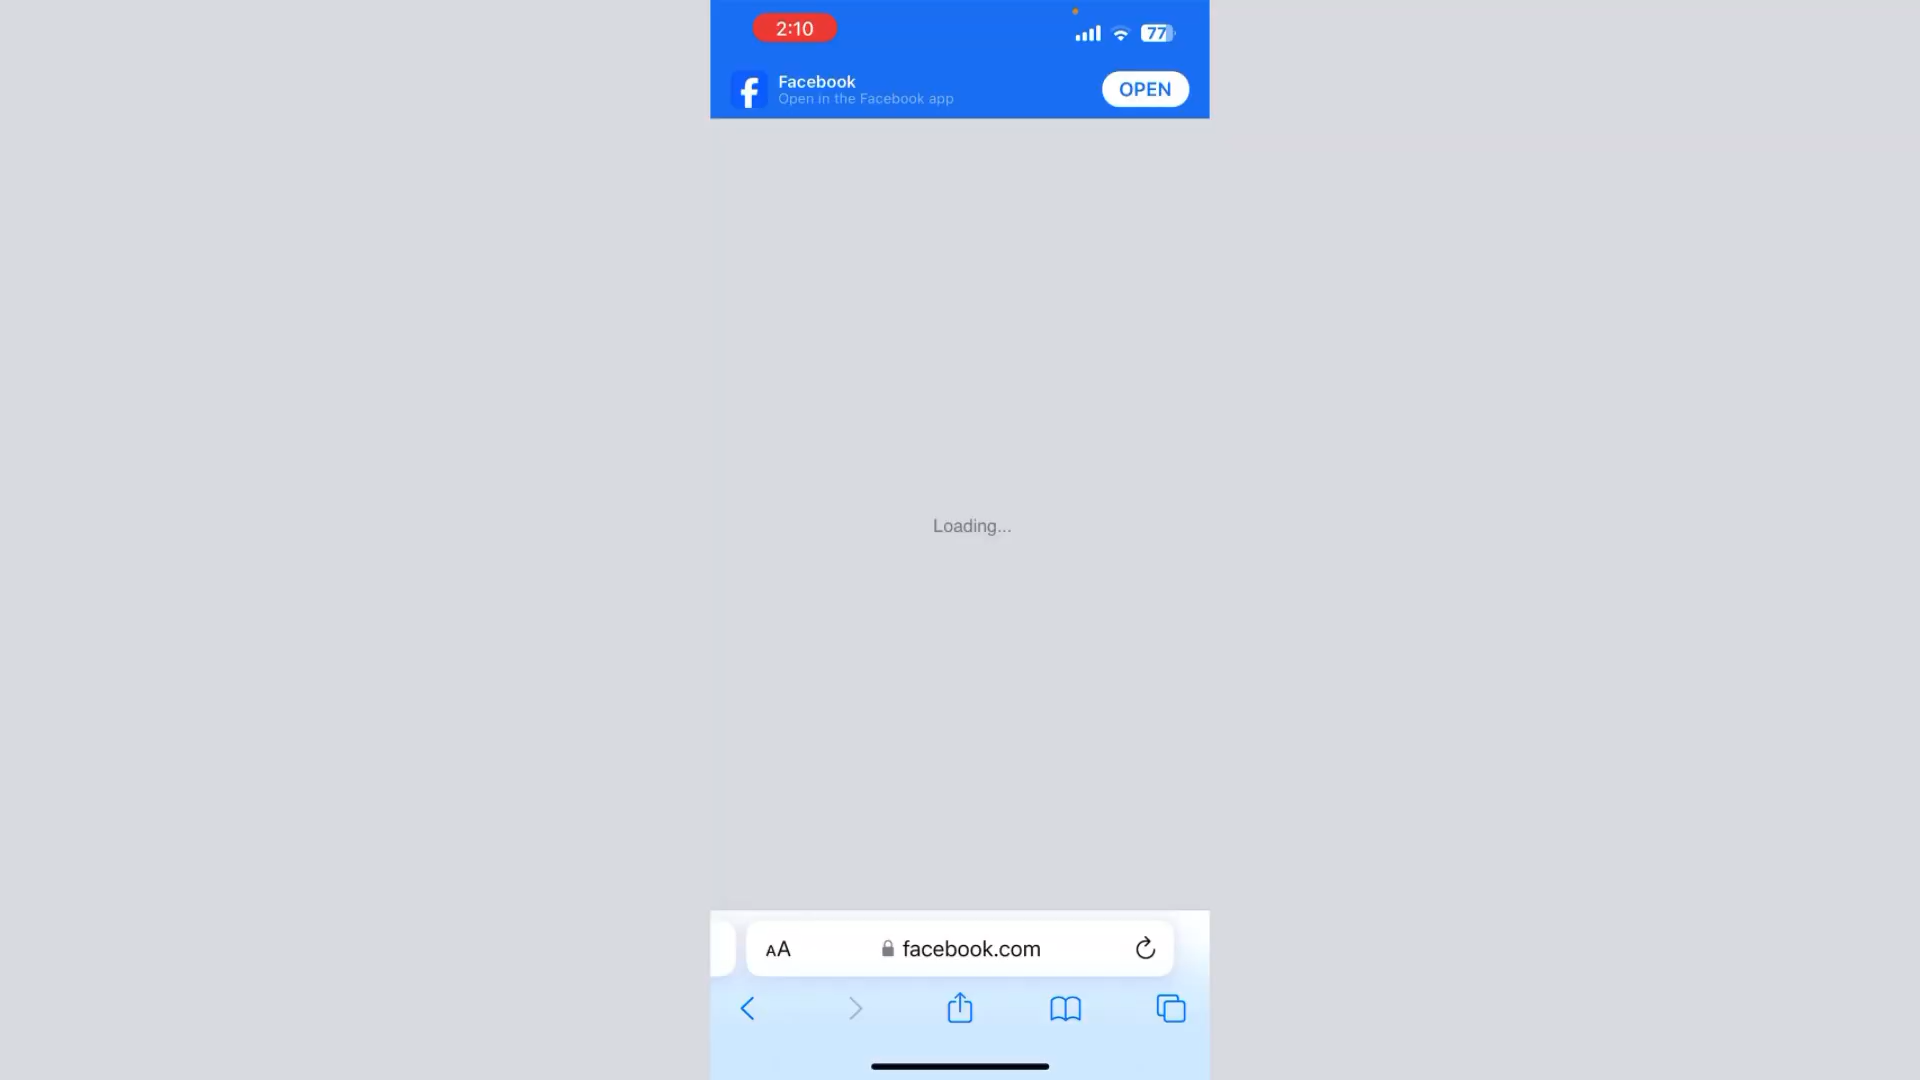 2:10
77
Facebook
Open in the Facebook app
OPEN
Loading...
AA
facebook.com